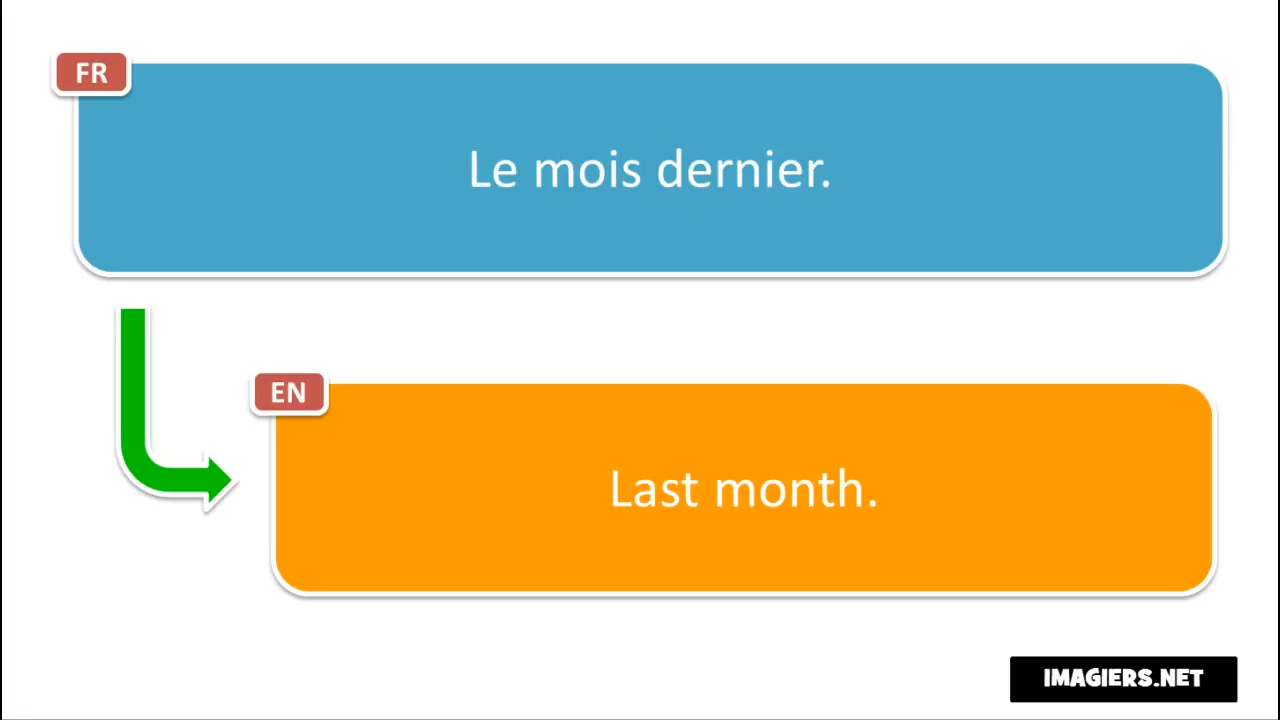 FR
Le mois dernier.
EN
Last month.
IMAGIERS.NET